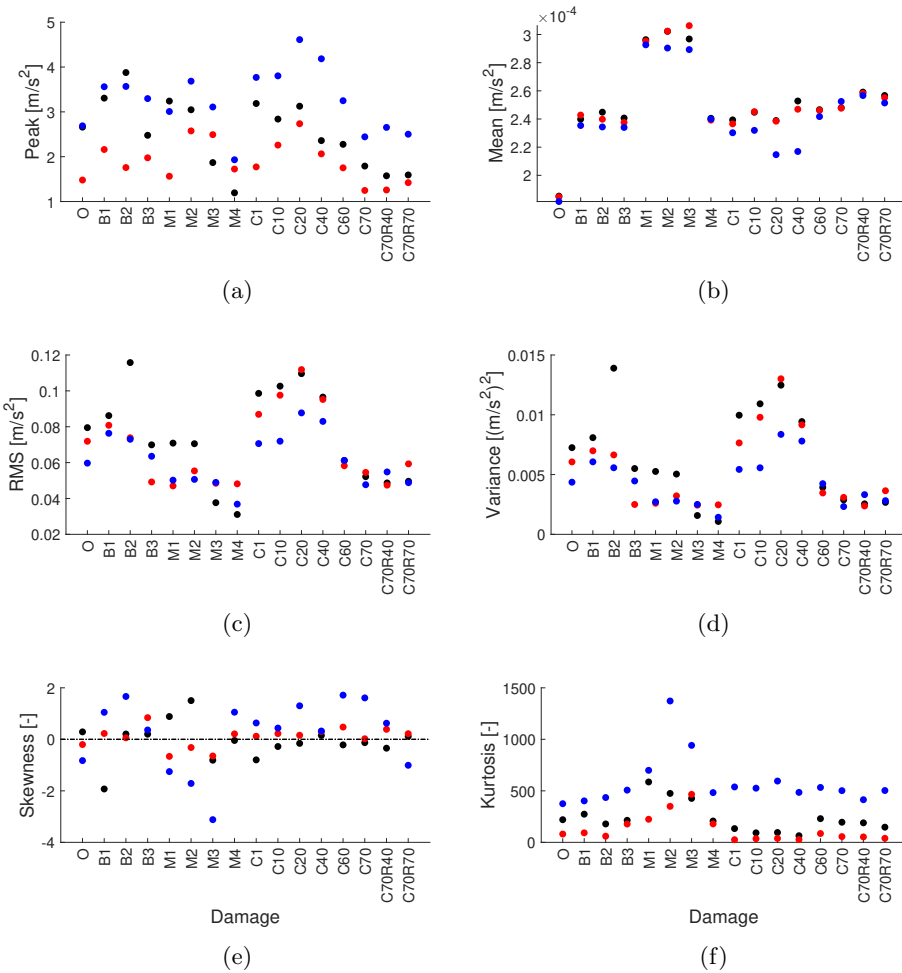 Peak [m/s²]
5
4
3
2
1
O B1 B2 B3 M1 M2 M3 M4 C1 C10 C20 C40 C60 C70 C70R40 C70R70
(a)
×10⁻⁴
Mean [m/s²]
3
2.8
2.6
2.4
2.2
2
O B1 B2 B3 M1 M2 M3 M4 C1 C10 C20 C40 C60 C70 C70R40 C70R70
(b)
RMS [m/s²]
0.12
0.1
0.08
0.06
0.04
0.02
O B1 B2 B3 M1 M2 M3 M4 C1 C10 C20 C40 C60 C70 C70R40 C70R70
(c)
Variance [(m/s²)²]
0.015
0.01
0.005
0
O B1 B2 B3 M1 M2 M3 M4 C1 C10 C20 C40 C60 C70 C70R40 C70R70
(d)
Skewness [-]
2
0
-2
-4
O B1 B2 B3 M1 M2 M3 M4 C1 C10 C20 C40 C60 C70 C70R40 C70R70
Damage
(e)
Kurtosis [-]
1500
1000
500
0
O B1 B2 B3 M1 M2 M3 M4 C1 C10 C20 C40 C60 C70 C70R40 C70R70
Damage
(f)